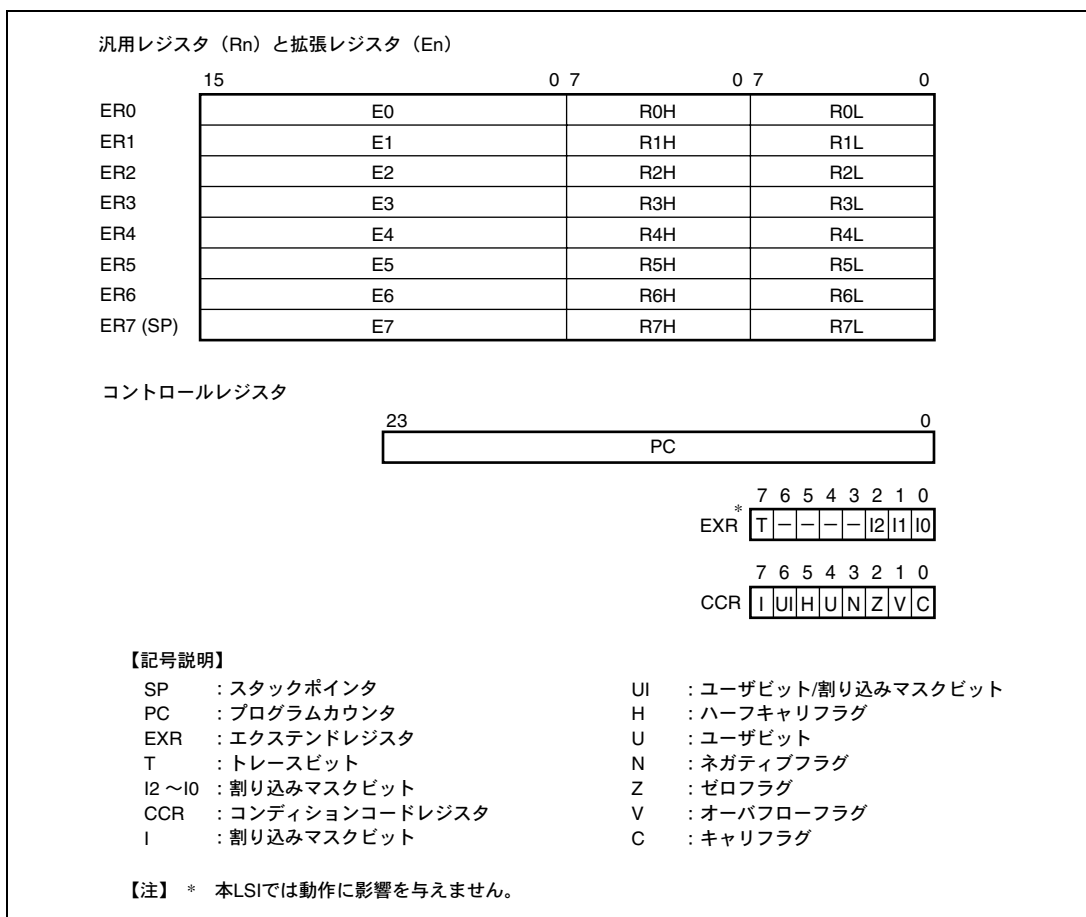 汎用レジスタ（Rn）と拡張レジスタ（En）
15 0 7 0 7 0
ER0 E0 R0H R0L
ER1 E1 R1H R1L
ER2 E2 R2H R2L
ER3 E3 R3H R3L
ER4 E4 R4H R4L
ER5 E5 R5H R5L
ER6 E6 R6H R6L
ER7 (SP) E7 R7H R7L
コントロールレジスタ
23 0
PC
7 6 5 4 3 2 1 0
EXR* T － － － － I2 I1 I0
7 6 5 4 3 2 1 0
CCR I UI H U N Z V C
【記号説明】
SP ：スタックポインタ UI ：ユーザビット/割り込みマスクビット
PC ：プログラムカウンタ H ：ハーフキャリフラグ
EXR ：エクステンドレジスタ U ：ユーザビット
T ：トレースビット N ：ネガティブフラグ
I2 ～I0 ：割り込みマスクビット Z ：ゼロフラグ
CCR ：コンディションコードレジスタ V ：オーバフローフラグ
I ：割り込みマスクビット C ：キャリフラグ
【注】 * 本LSIでは動作に影響を与えません。